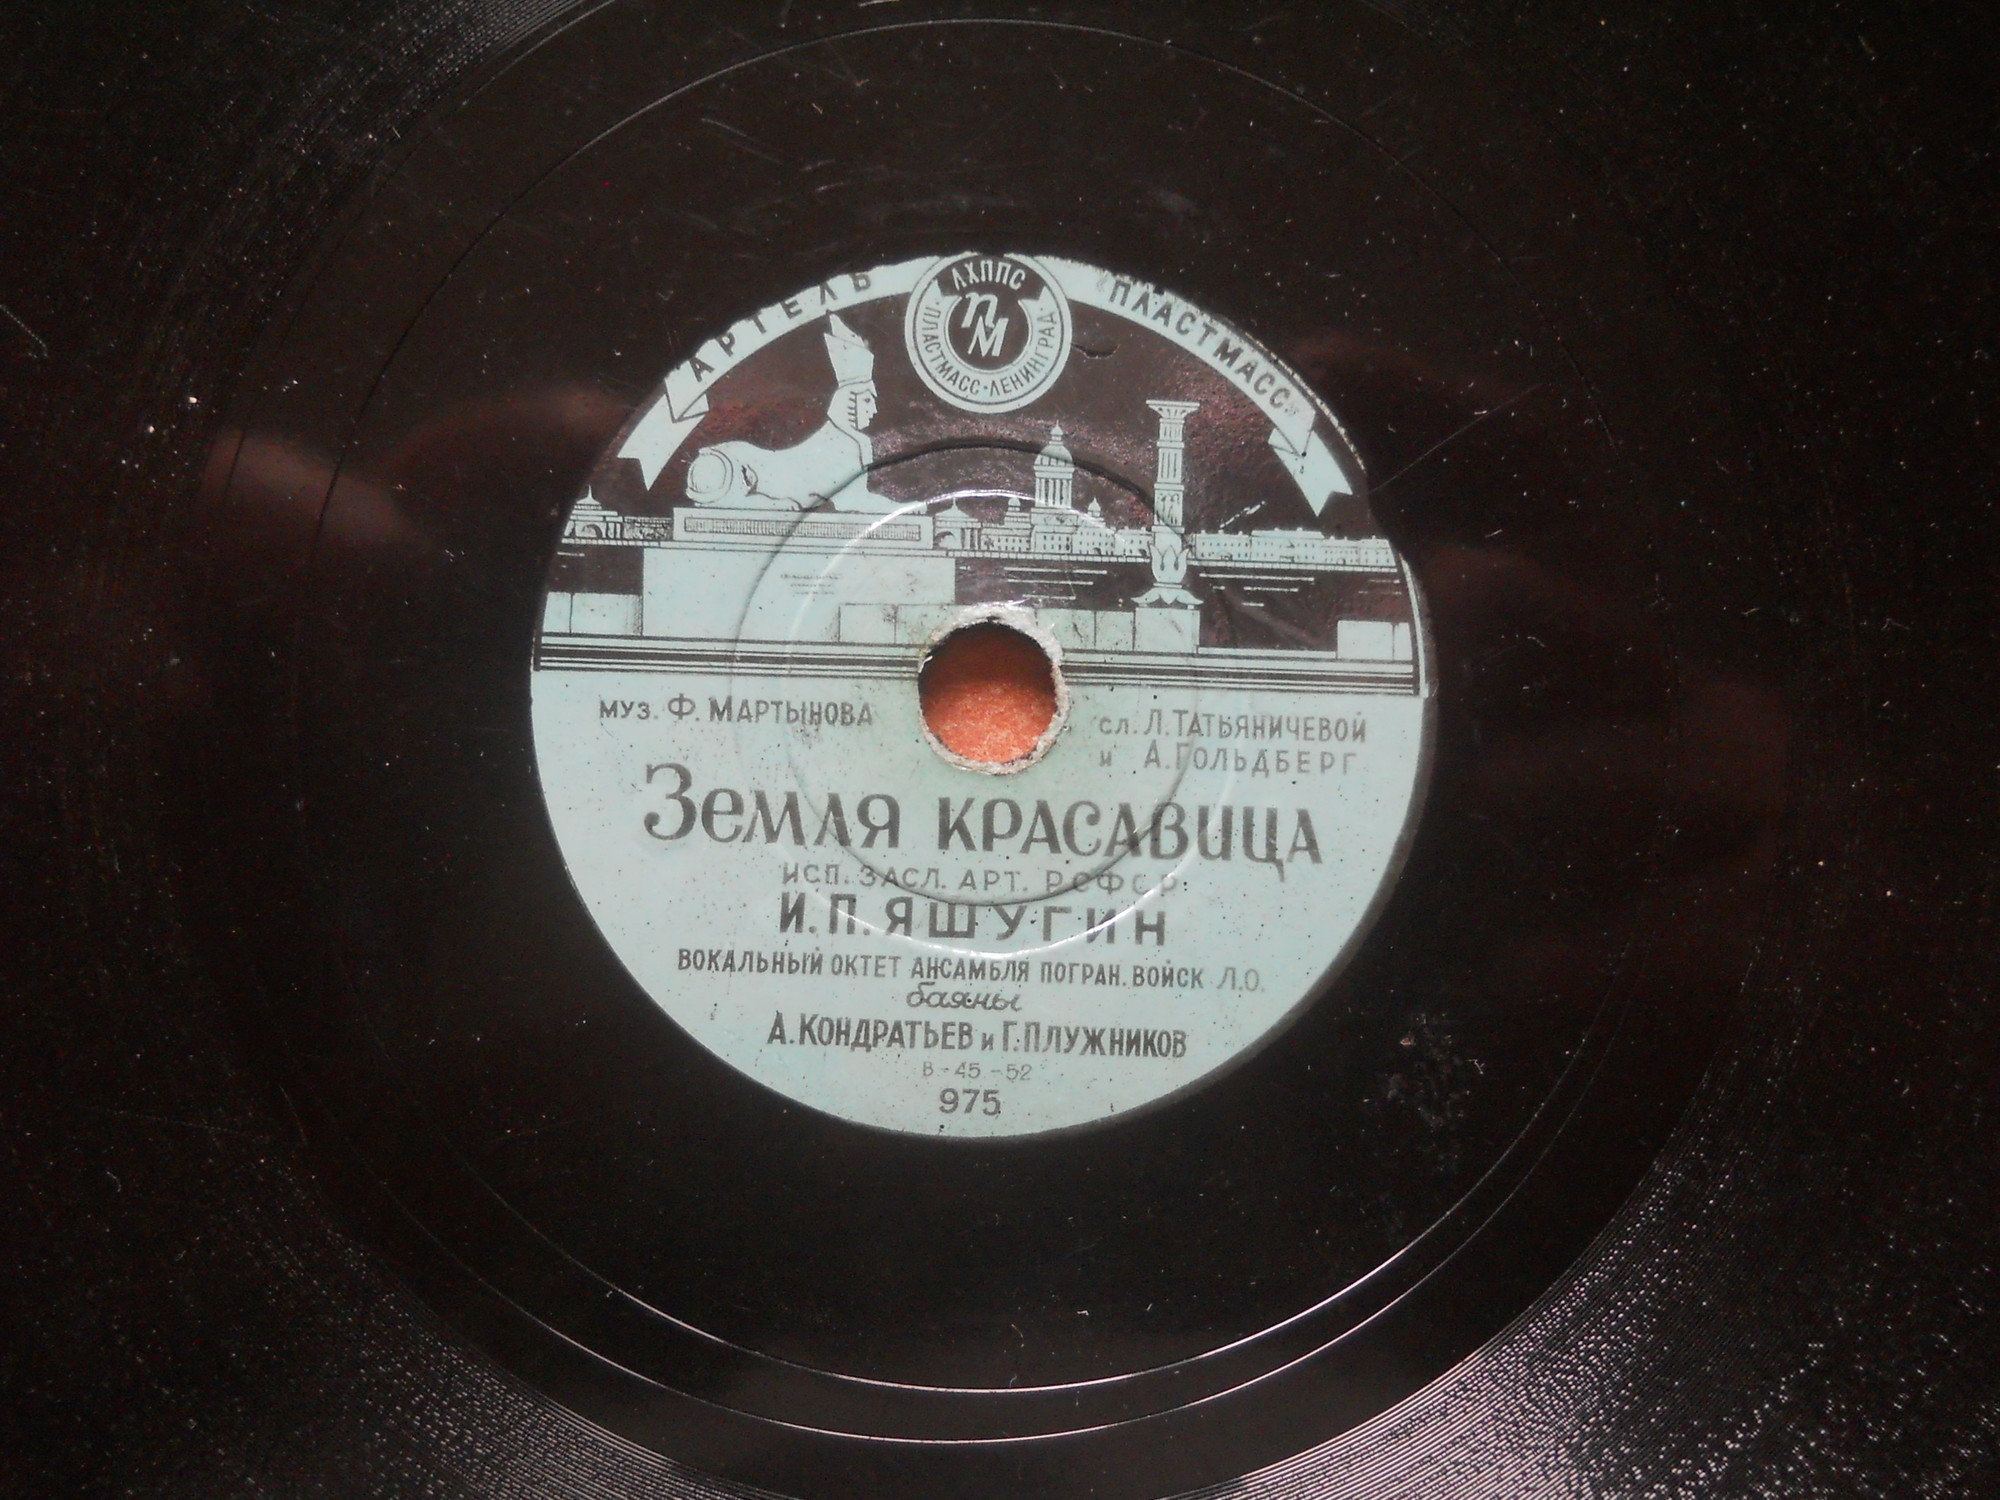 АРТЕЛЬ
ЛХППС
ПМ
ПЛАСТМАСС·ЛЕНИНГРАД
"ПЛАСТМАСС"
муз. Ф. Мартынова
сл. Л. Татьяничевой
и А. Гольдберг
Земля красавица
исп. засл. арт. РСФСР:
И. П. ЯШУГИН
ВОКАЛЬНЫЙ ОКТЕТ АНСАМБЛЯ ПОГРАН. ВОЙСК Л.О.
баяны
А. Кондратьев и Г. Плужников
В-45-52
975